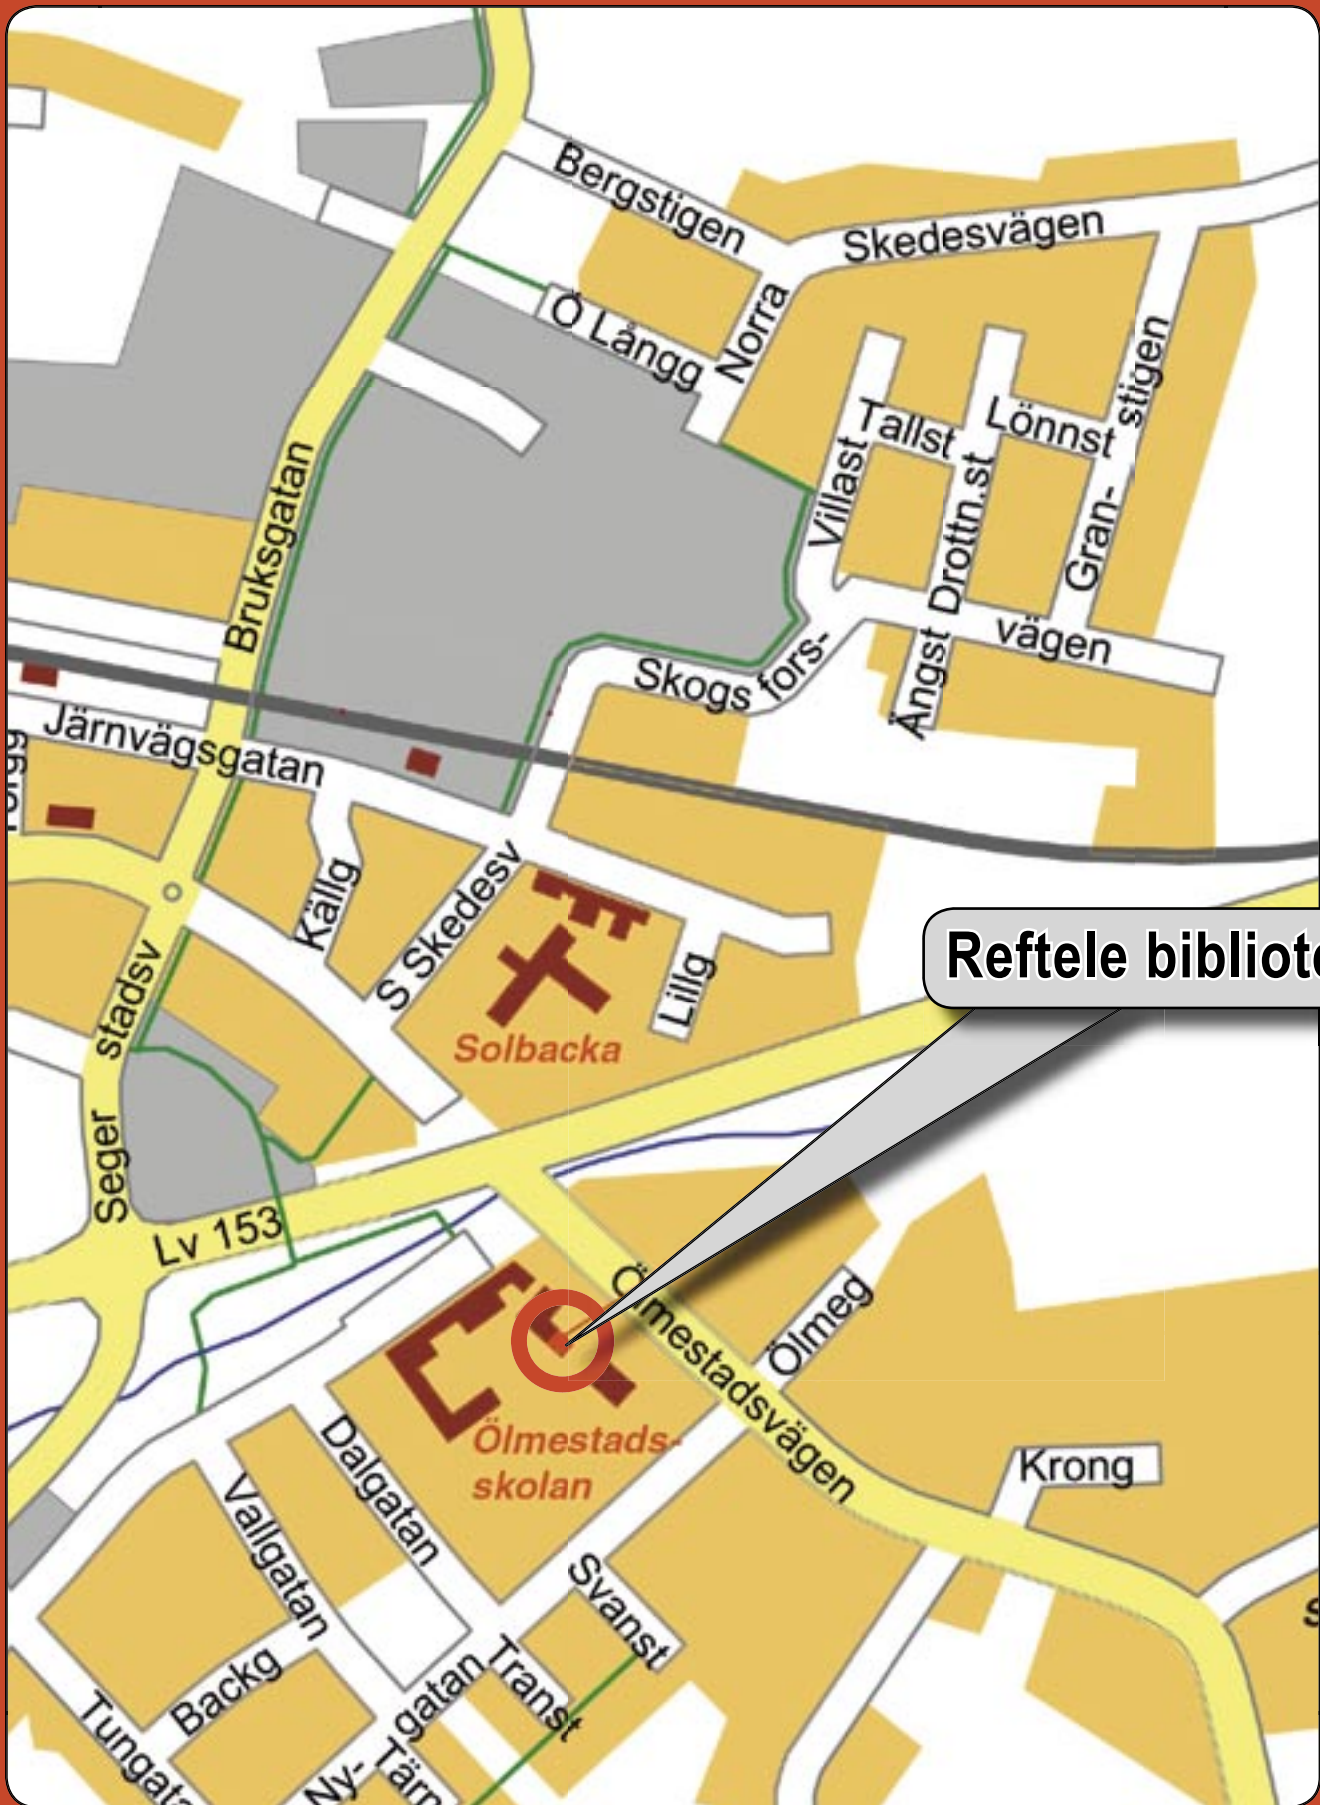 Bergstigen
Skedesvägen
Ö Långg
Norra
stigen
Tallst
Lönnst
Villast
Drottn.st
Gran-
Bruksgatan
vägen
Ängst
Skogs fors-
Järnvägsgatan
Källg
S Skedesv
Lillg
Reftele bibliote
stadsv
Solbacka
Seger
Lv 153
Ölmeg
Ölmestadsvägen
Ölmestads-
skolan
Krong
Dalgatan
Vallgatan
Svanst
Transt
Backg
gatan
Ny-
Tungata
Tärn